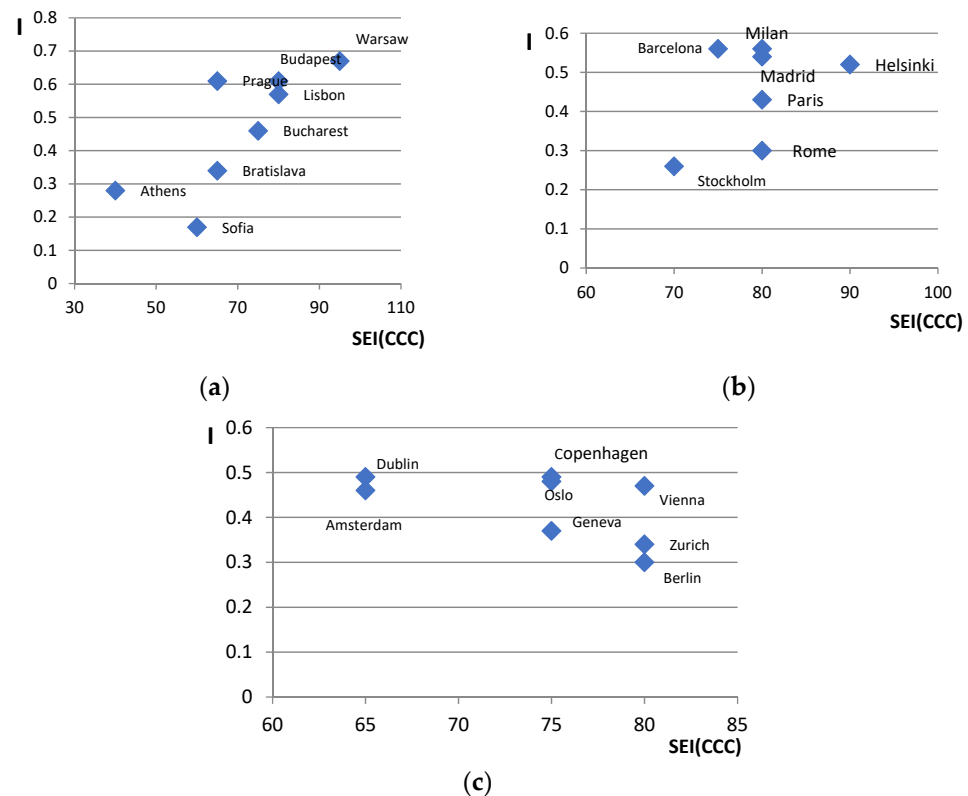 I
0.8
0.7
0.6
0.5
0.4
0.3
0.2
0.1
0
Warsaw
Budapest
Prague
Lisbon
Bucharest
Bratislava
Athens
Sofia
30 50 70 90 110
SEI(CCC)
(a)
I
0.6
0.5
0.4
0.3
0.2
0.1
0
Barcelona
Milan
Madrid
Helsinki
Paris
Rome
Stockholm
60 70 80 90 100
SEI(CCC)
(b)
I
0.6
0.5
0.4
0.3
0.2
0.1
0
Dublin
Amsterdam
Copenhagen
Oslo
Vienna
Geneva
Zurich
Berlin
60 65 70 75 80 85
SEI(CCC)
(c)